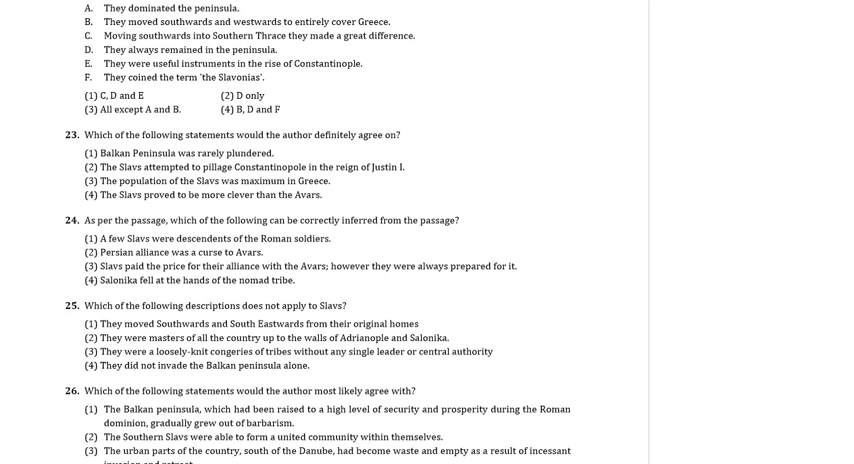 A. They dominated the peninsula.
B. They moved southwards and westwards to entirely cover Greece.
C. Moving southwards into Southern Thrace they made a great difference.
D. They always remained in the peninsula.
E. They were useful instruments in the rise of Constantinople.
F. They coined the term 'the Slavonias'.
(1) C, D and E (2) D only
(3) All except A and B. (4) B, D and F
23. Which of the following statements would the author definitely agree on?
(1) Balkan Peninsula was rarely plundered.
(2) The Slavs attempted to pillage Constantinopole in the reign of Justin I.
(3) The population of the Slavs was maximum in Greece.
(4) The Slavs proved to be more clever than the Avars.
24. As per the passage, which of the following can be correctly inferred from the passage?
(1) A few Slavs were descendents of the Roman soldiers.
(2) Persian alliance was a curse to Avars.
(3) Slavs paid the price for their alliance with the Avars; however they were always prepared for it.
(4) Salonika fell at the hands of the nomad tribe.
25. Which of the following descriptions does not apply to Slavs?
(1) They moved Southwards and South Eastwards from their original homes
(2) They were masters of all the country up to the walls of Adrianople and Salonika.
(3) They were a loosely-knit congeries of tribes without any single leader or central authority
(4) They did not invade the Balkan peninsula alone.
26. Which of the following statements would the author most likely agree with?
(1) The Balkan peninsula, which had been raised to a high level of security and prosperity during the Roman
dominion, gradually grew out of barbarism.
(2) The Southern Slavs were able to form a united community within themselves.
(3) The urban parts of the country, south of the Danube, had become waste and empty as a result of incessant